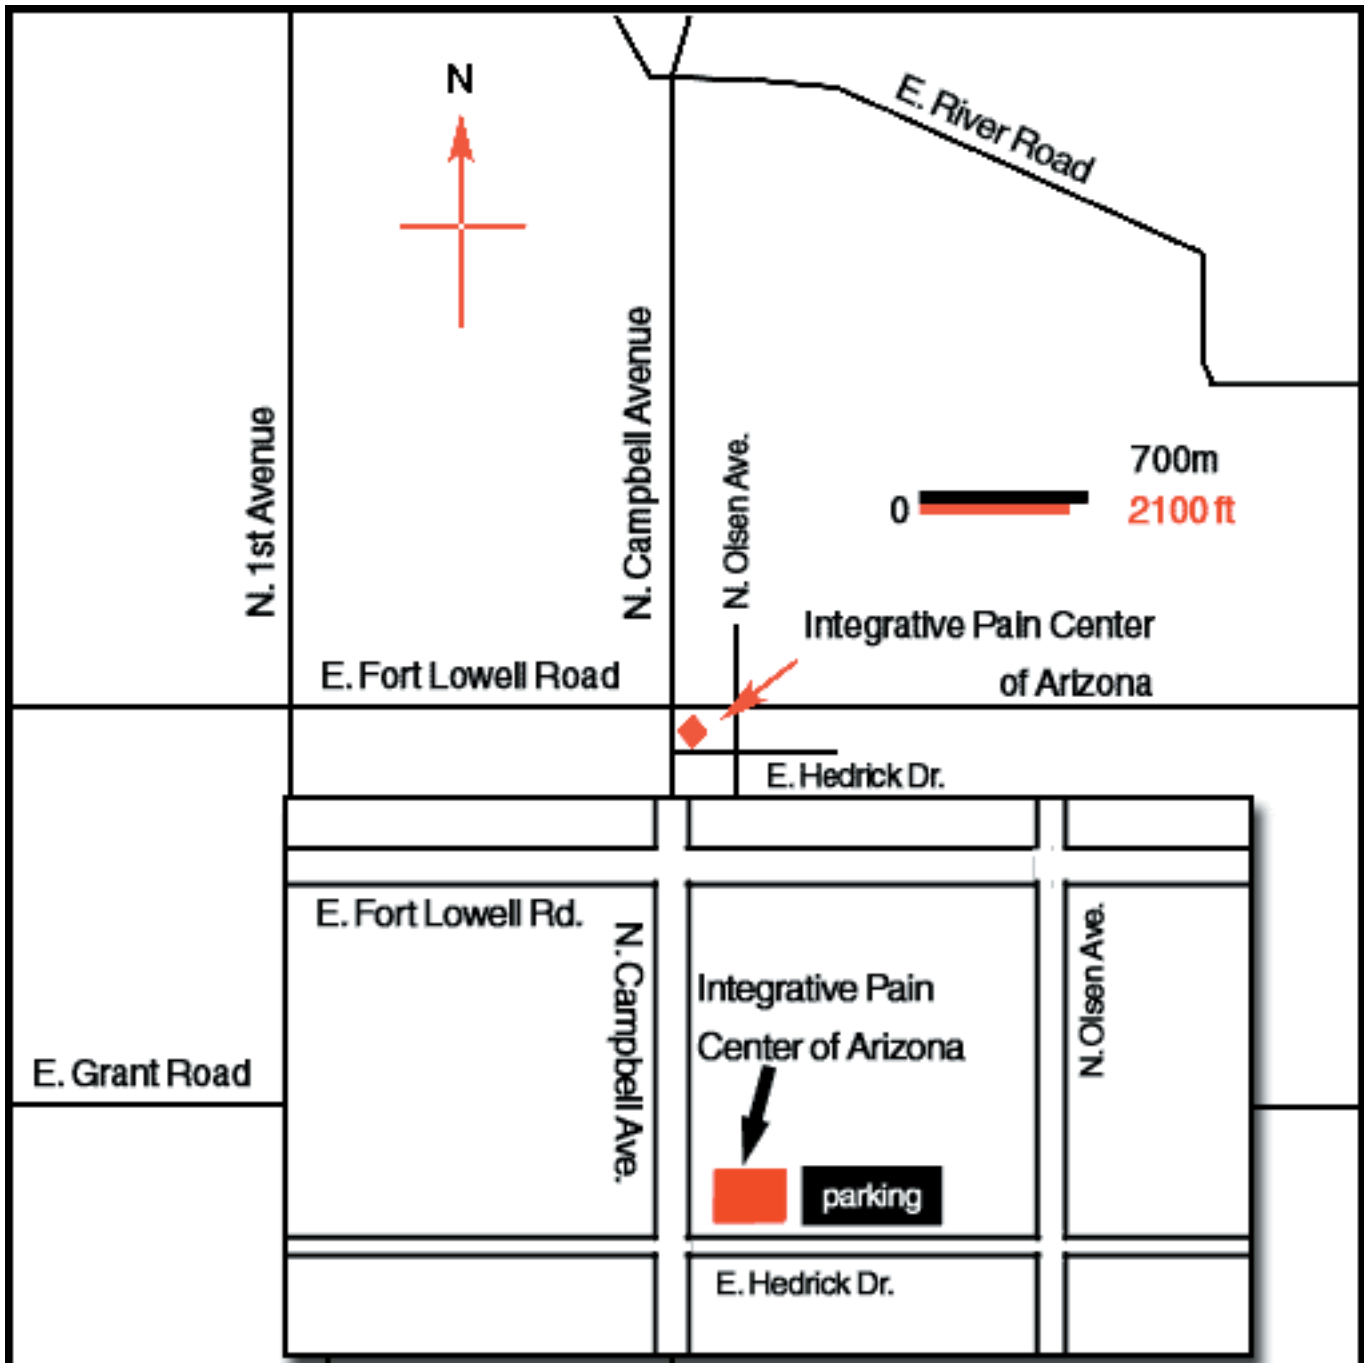 N
E. River Road
N. Campbell Avenue
N. 1st Avenue
N. Olsen Ave.
700m
0
2100 ft
Integrative Pain Center
of Arizona
E. Fort Lowell Road
E. Hedrick Dr.
E. Fort Lowell Rd.
N. Campbell Ave.
N. Olsen Ave.
Integrative Pain
Center of Arizona
E. Grant Road
parking
E. Hedrick Dr.